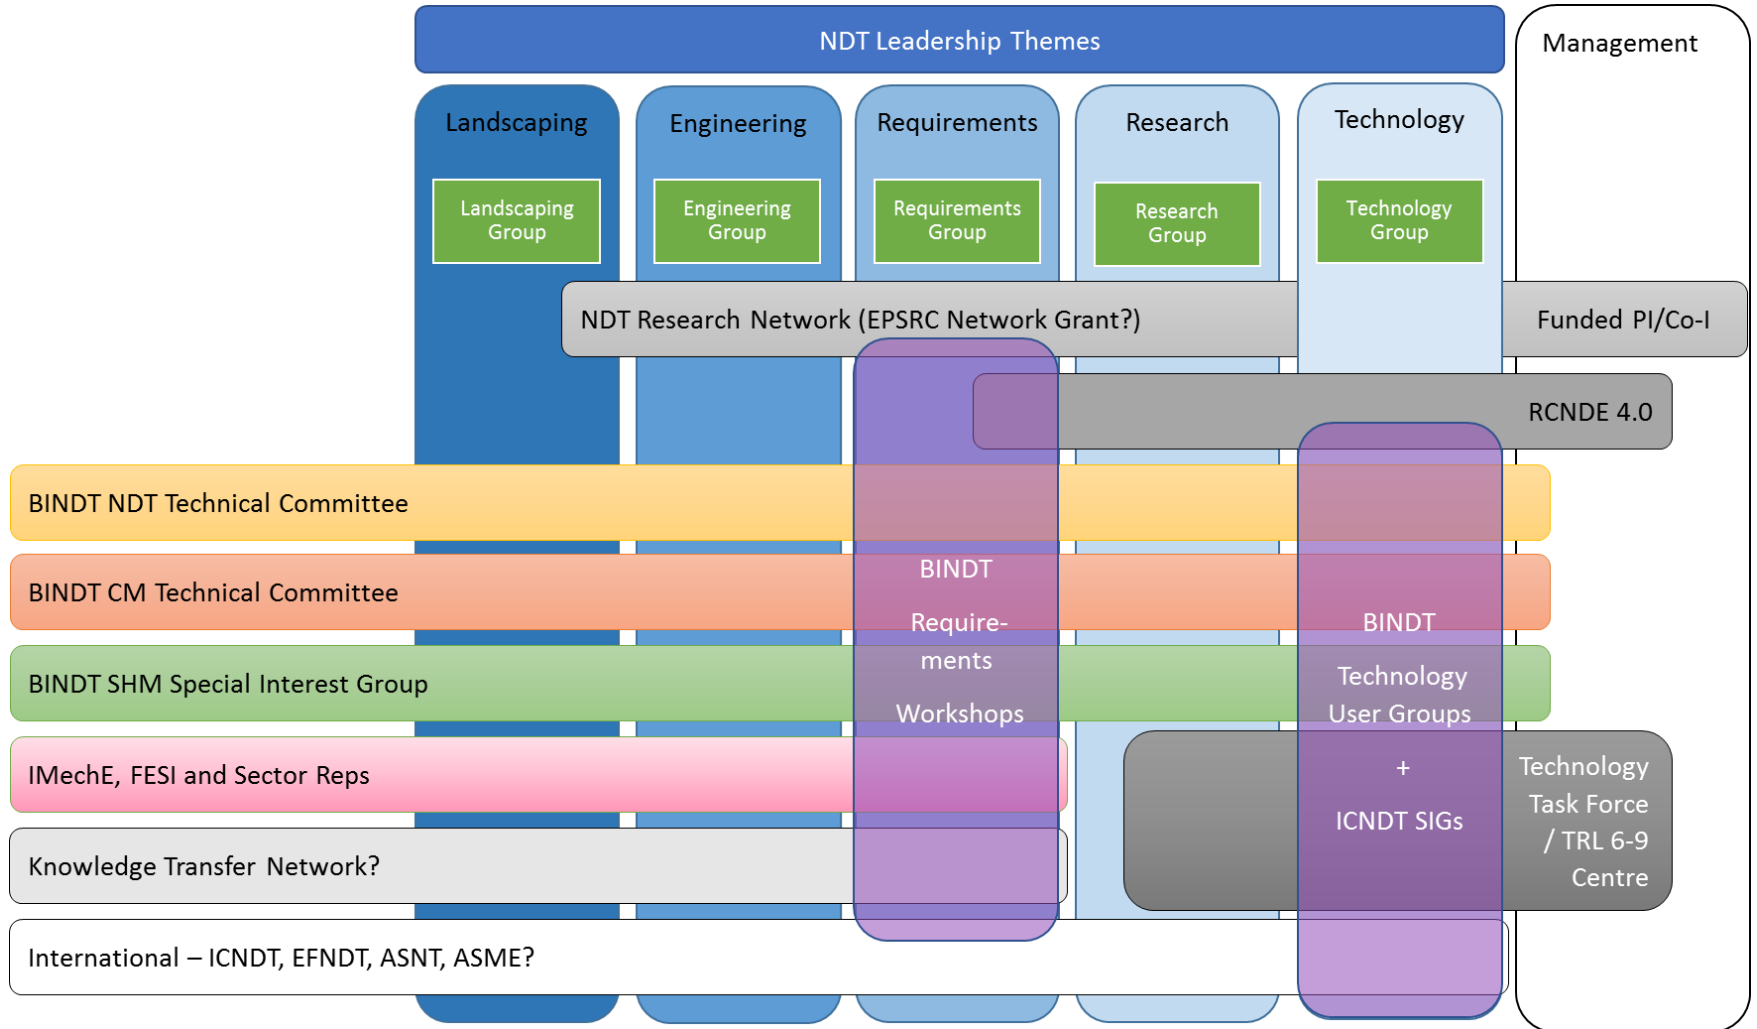 NDT Leadership Themes
Management
Landscaping
Engineering
Requirements
Research
Technology
Landscaping
Group
Engineering
Group
Requirements
Group
Research
Group
Technology
Group
NDT Research Network (EPSRC Network Grant?)
Funded PI/Co-I
RCNDE 4.0
BINDT NDT Technical Committee
BINDT CM Technical Committee
BINDT SHM Special Interest Group
IMechE, FESI and Sector Reps
Knowledge Transfer Network?
International – ICNDT, EFNDT, ASNT, ASME?
BINDT
Require-
ments
Workshops
BINDT
Technology
User Groups
+
ICNDT SIGs
Technology
Task Force
/ TRL 6-9
Centre